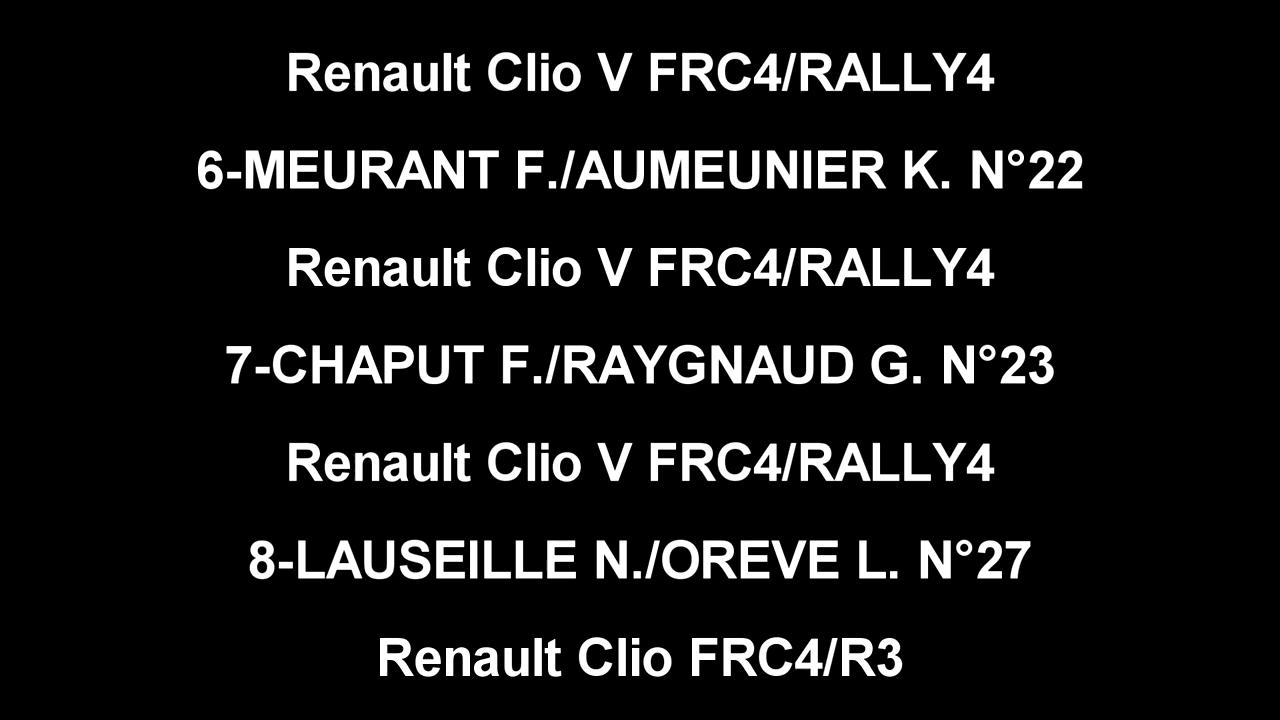 Renault Clio V FRC4/RALLY4
6-MEURANT F./AUMEUNIER K. N°22
Renault Clio V FRC4/RALLY4
7-CHAPUT F./RAYGNAUD G. N°23
Renault Clio V FRC4/RALLY4
8-LAUSEILLE N./OREVE L. N°27
Renault Clio FRC4/R3